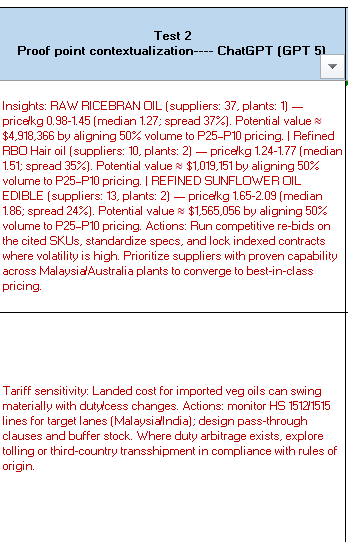 Test 2
Proof point contextualization---- ChatGPT (GPT 5)
Insights: RAW RICEBRAN OIL (suppliers: 37, plants: 1) —
price/kg 0.98-1.45 (median 1.27; spread 37%). Potential value ≈
$4,918,366 by aligning 50% volume to P25–P10 pricing. | Refined
RBO Hair oil (suppliers: 10, plants: 2) — price/kg 1.24-1.77 (median
1.51; spread 35%). Potential value ≈ $1,019,151 by aligning 50%
volume to P25–P10 pricing. | REFINED SUNFLOWER OIL
EDIBLE (suppliers: 13, plants: 2) — price/kg 1.65-2.09 (median
1.86; spread 24%). Potential value ≈ $1,565,056 by aligning 50%
volume to P25–P10 pricing. Actions: Run competitive re-bids on
the cited SKUs, standardize specs, and lock indexed contracts
where volatility is high. Prioritize suppliers with proven capability
across Malaysia/Australia plants to converge to best-in-class
pricing.
Tariff sensitivity: Landed cost for imported veg oils can swing
materially with duty/cess changes. Actions: monitor HS 1512/1515
lines for target lanes (Malaysia/India); design pass-through
clauses and buffer stock. Where duty arbitrage exists, explore
tolling or third-country transshipment in compliance with rules of
origin.